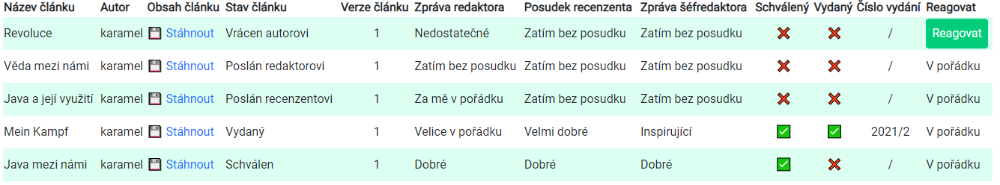 Název článku Autor Obsah článku Stav článku Verze článku Zpráva redaktora Posudek recenzenta Zpráva šéfredaktora Schválený Vydaný Číslo vydání Reagovat
Revoluce karamel Stáhnout Vrácen autorovi 1 Nedostatečné Zatím bez posudku Zatím bez posudku / Reagovat
Věda mezi námi karamel Stáhnout Poslán redaktorovi 1 Zatím bez posudku Zatím bez posudku Zatím bez posudku / V pořádku
Java a její využití karamel Stáhnout Poslán recenzentovi 1 Za mě v pořádku Zatím bez posudku Zatím bez posudku / V pořádku
Mein Kampf karamel Stáhnout Vydaný 1 Velice v pořádku Velmi dobré Inspirující 2021/2 V pořádku
Java mezi námi karamel Stáhnout Schválen 1 Dobré Dobré Dobré / V pořádku